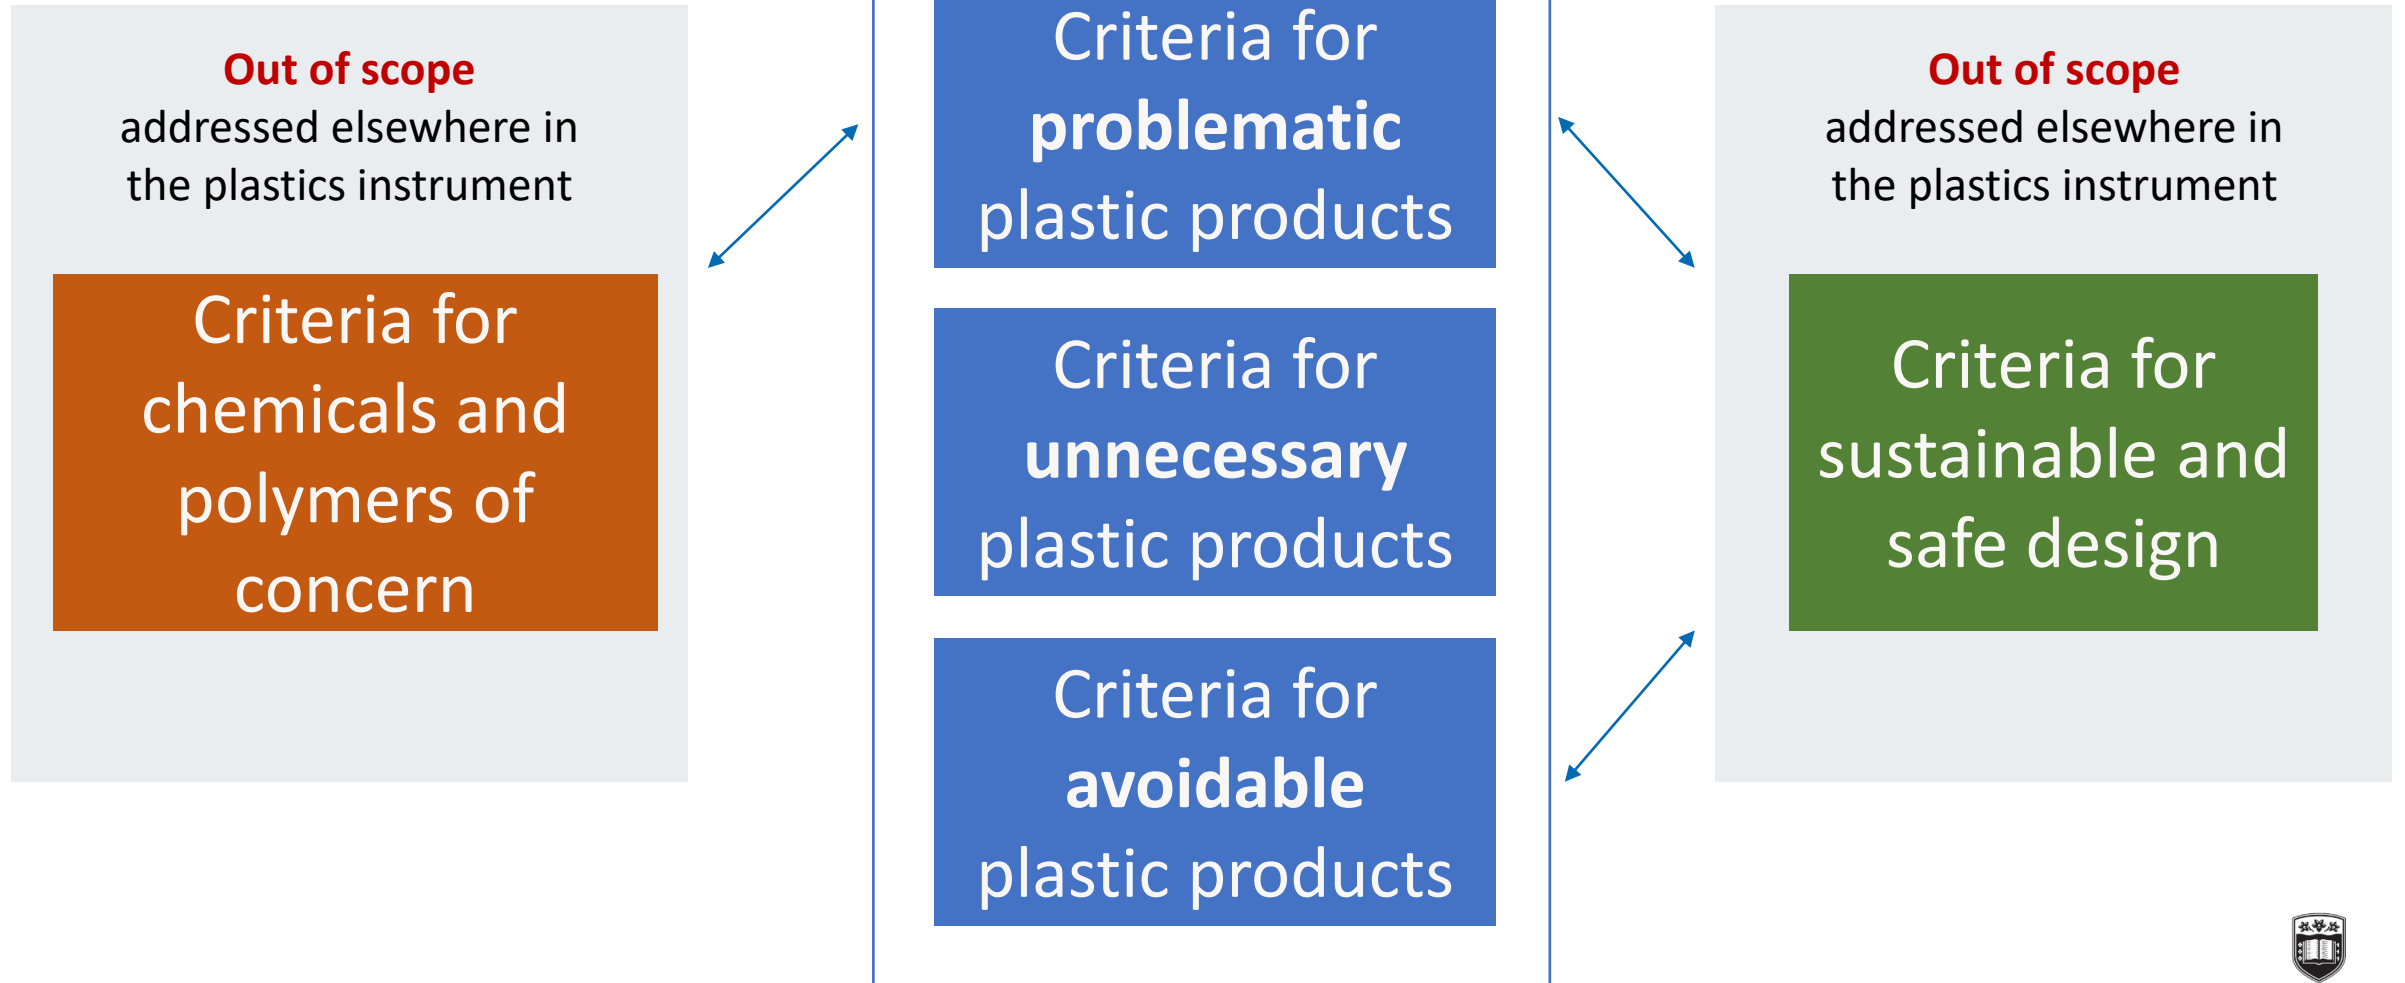 Out of scope
addressed elsewhere in
the plastics instrument
Criteria for
chemicals and
polymers of
concern
Criteria for
problematic
plastic products
Criteria for
unnecessary
plastic products
Criteria for
avoidable
plastic products
Out of scope
addressed elsewhere in
the plastics instrument
Criteria for
sustainable and
safe design